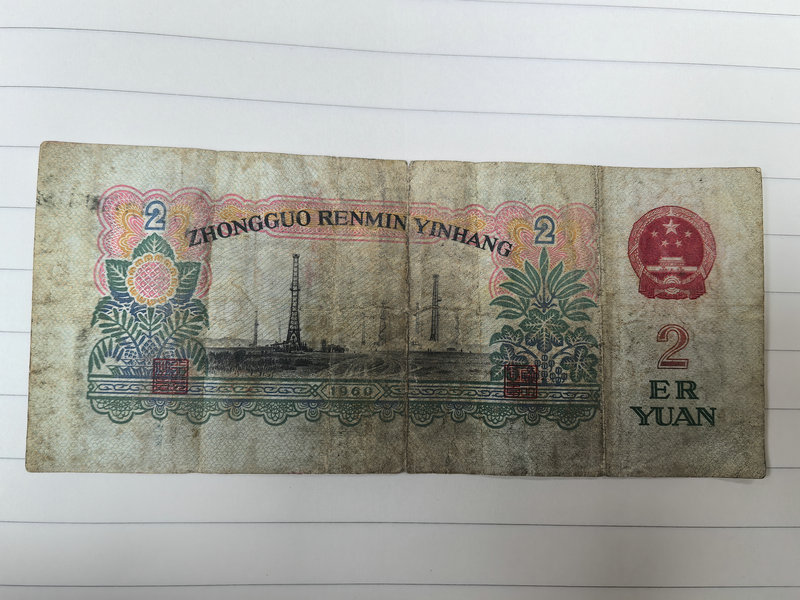 2
2
ZHONGGUO RENMIN YINHANG
1960
2
ER
YUAN